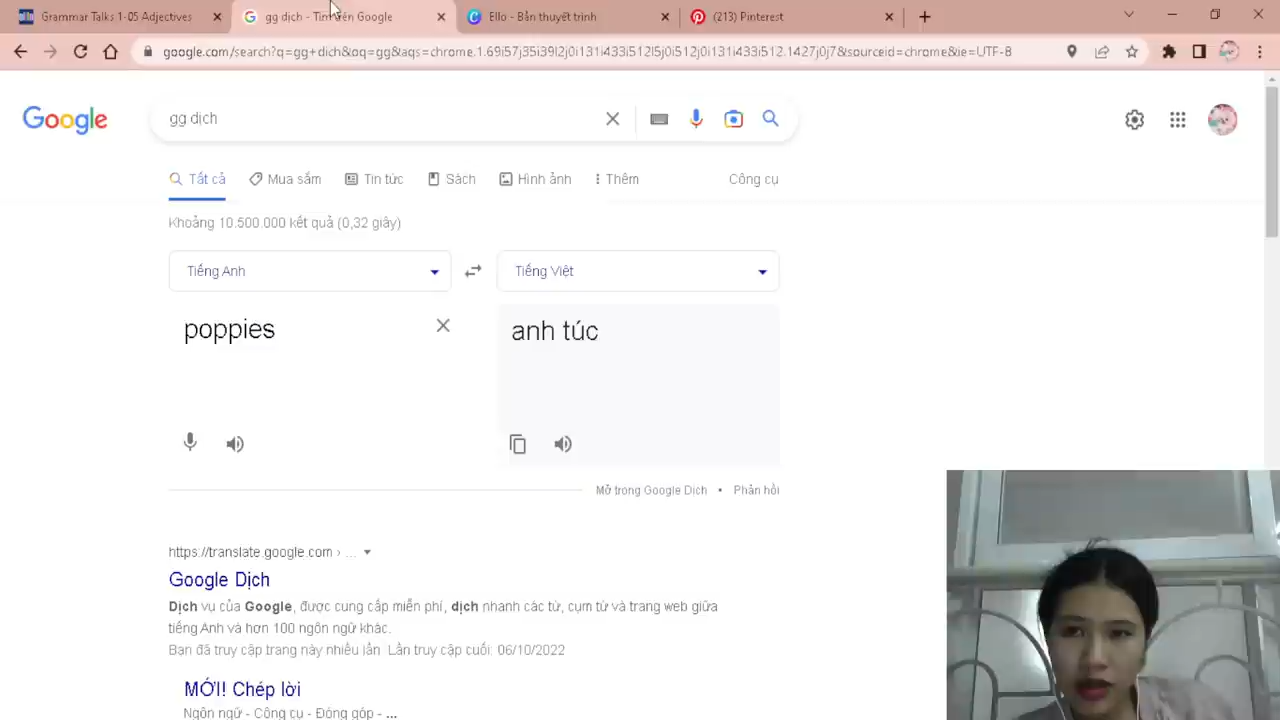 Grammar Talks 1-05 Adjectives
gg dịch - Tìm trên Google
Ello - Bản thuyết trình
(213) Pinterest
google.com/search?q=gg+dich&oq=gg&aqs=chrome.1.69i57j35i39l2j0i131i433i512l5j0i512j0i131i433i512.1427j0j7&sourceid=chrome&ie=UTF-8
Google
gg dịch
Tất cả Mua sắm Tin tức Sách Hình ảnh Thêm Công cụ
Khoảng 10.500.000 kết quả (0,32 giây)
Tiếng Anh Tiếng Việt
poppies anh túc
Mở trong Google Dịch • Phản hồi
https://translate.google.com › ...
Google Dịch
Dịch vụ của Google, được cung cấp miễn phí, dịch nhanh các từ, cụm từ và trang web giữa
tiếng Anh và hơn 100 ngôn ngữ khác.
Bạn đã truy cập trang này nhiều lần. Lần truy cập cuối: 06/10/2022
MỚI! Chép lời
Ngôn ngữ - Công cụ - Đóng góp - ...